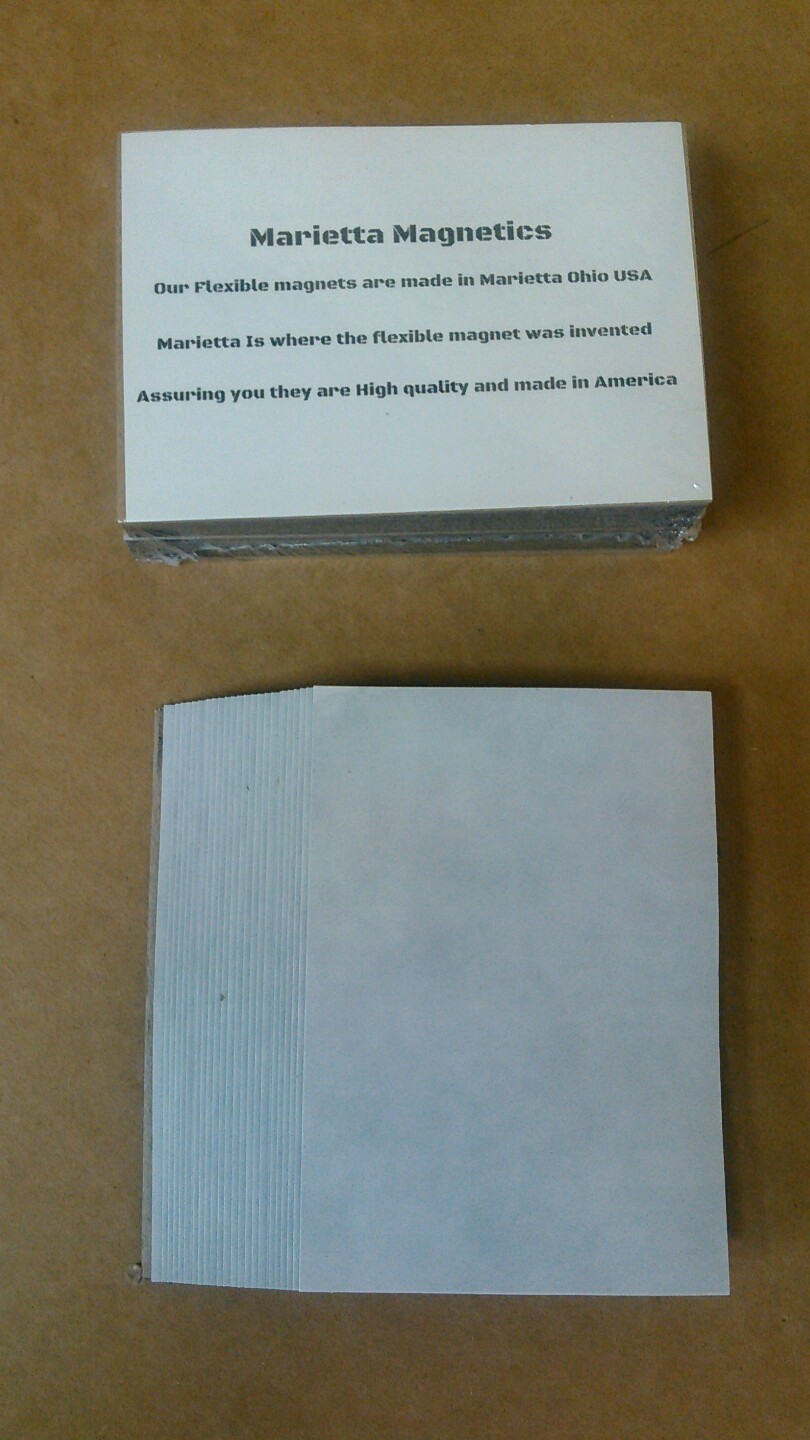 Marietta Magnetics
Our Flexible magnets are made in Marietta Ohio USA
Marietta Is where the flexible magnet was invented
Assuring you they are High quality and made in America